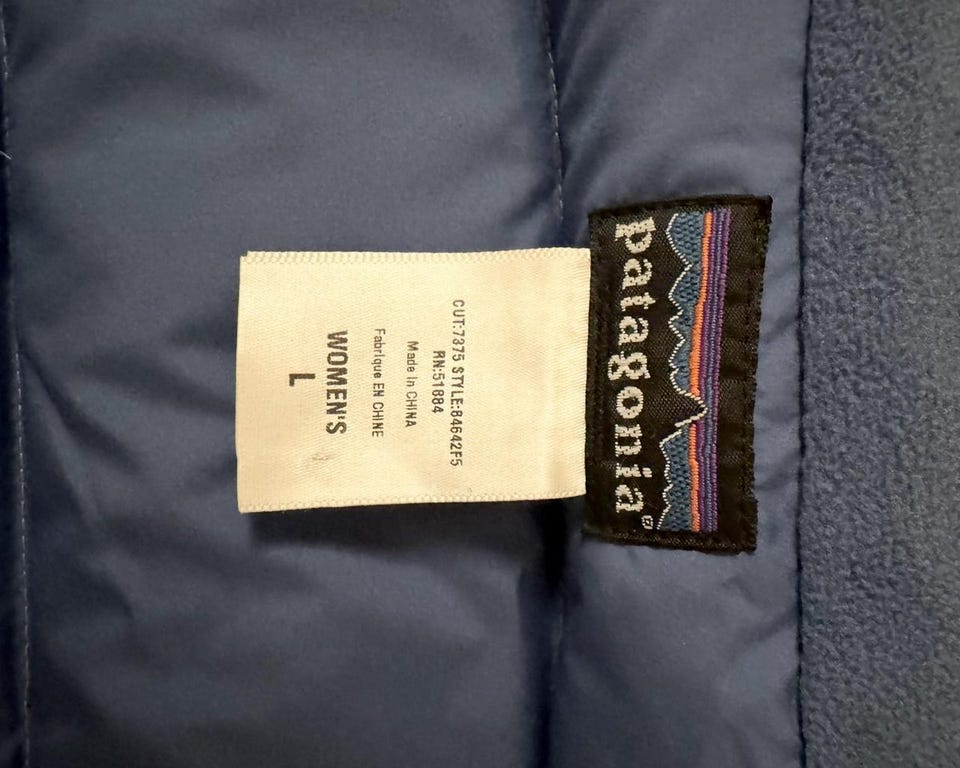 patagonia®
CUT:7375 STYLE:84642F5
RN:51884
Made in CHINA
Fabrique EN CHINE
WOMEN'S
L